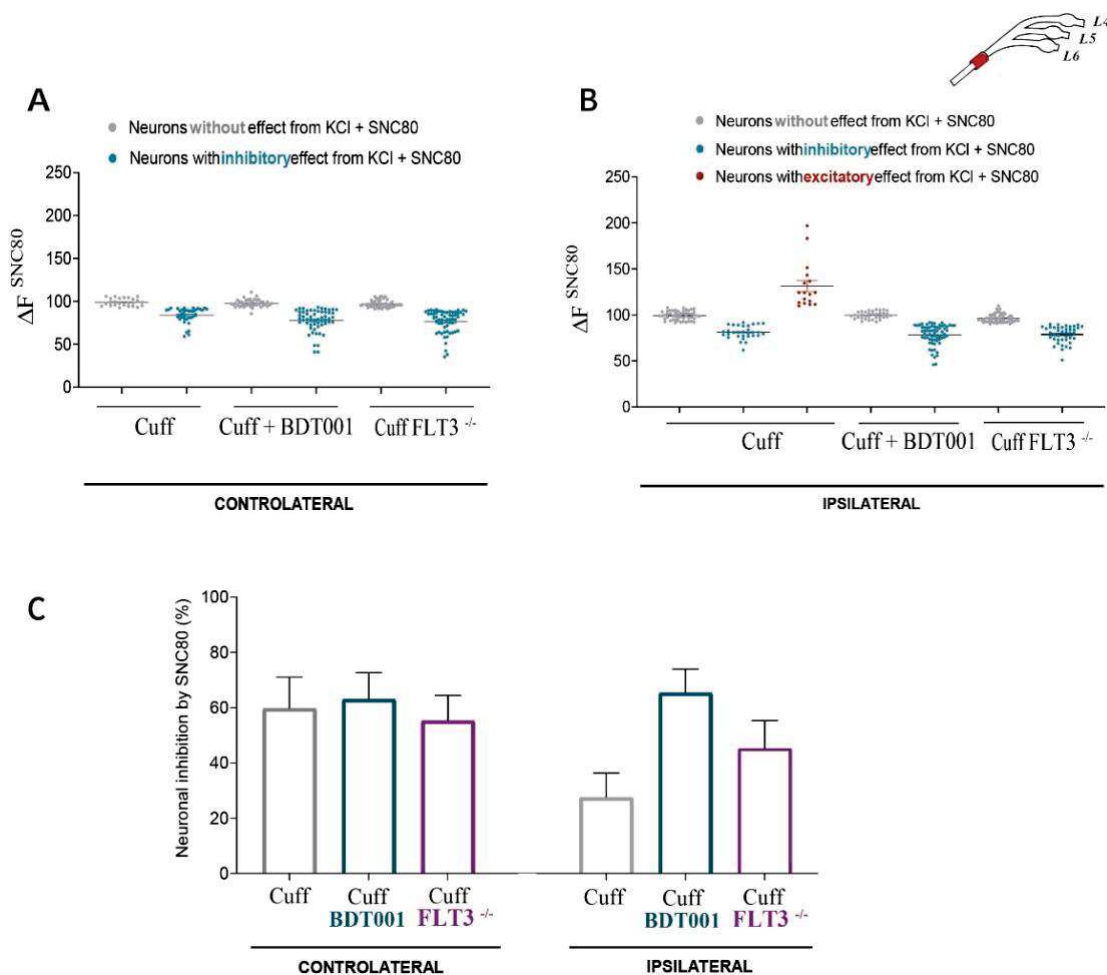 L4
L5
L6
A
Neurons without effect from KCl + SNC80
Neurons with inhibitory effect from KCl + SNC80
250
200
150
100
50
0
ΔF SNC80
Cuff
Cuff + BDT001
Cuff FLT3 -/-
CONTROLATERAL
B
Neurons without effect from KCl + SNC80
Neurons with inhibitory effect from KCl + SNC80
Neurons with excitatory effect from KCl + SNC80
250
200
150
100
50
0
ΔF SNC80
Cuff
Cuff + BDT001
Cuff FLT3 -/-
IPSILATERAL
C
Neuronal inhibition by SNC80 (%)
100
80
60
40
20
0
Cuff
Cuff
BDT001
Cuff
FLT3 -/-
CONTROLATERAL
Cuff
Cuff
BDT001
Cuff
FLT3 -/-
IPSILATERAL